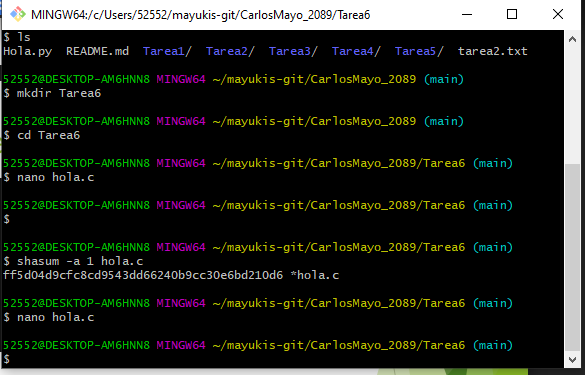 MINGW64:/c/Users/52552/mayukis-git/CarlosMayo_2089/Tarea6
$ ls
Hola.py  README.md  Tarea1/  Tarea2/  Tarea3/  Tarea4/  Tarea5/  tarea2.txt
52552@DESKTOP-AM6HNN8 MINGW64 ~/mayukis-git/CarlosMayo_2089 (main)
$ mkdir Tarea6
52552@DESKTOP-AM6HNN8 MINGW64 ~/mayukis-git/CarlosMayo_2089 (main)
$ cd Tarea6
52552@DESKTOP-AM6HNN8 MINGW64 ~/mayukis-git/CarlosMayo_2089/Tarea6 (main)
$ nano hola.c
52552@DESKTOP-AM6HNN8 MINGW64 ~/mayukis-git/CarlosMayo_2089/Tarea6 (main)
$
52552@DESKTOP-AM6HNN8 MINGW64 ~/mayukis-git/CarlosMayo_2089/Tarea6 (main)
$ shasum -a 1 hola.c
ff5d04d9cfc8cd9543dd66240b9cc30e6bd210d6 *hola.c
52552@DESKTOP-AM6HNN8 MINGW64 ~/mayukis-git/CarlosMayo_2089/Tarea6 (main)
$ nano hola.c
52552@DESKTOP-AM6HNN8 MINGW64 ~/mayukis-git/CarlosMayo_2089/Tarea6 (main)
$